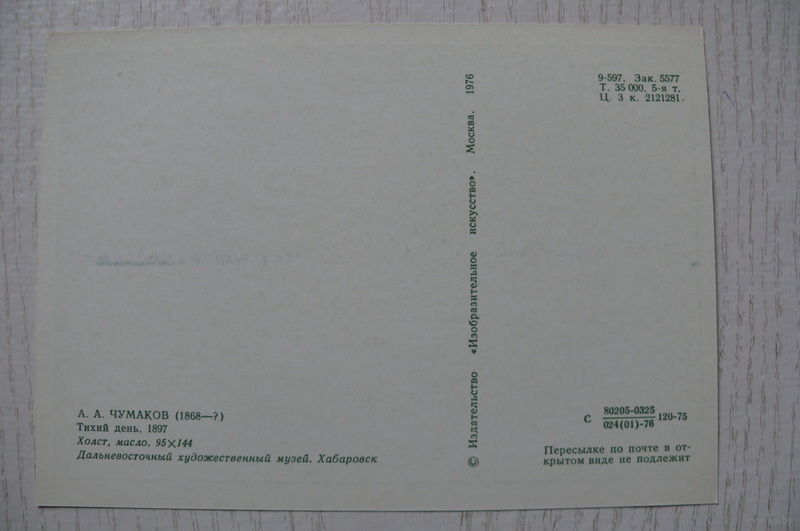 9-597. Зак. 5577
Т. 35 000. 5-я т.
Ц. 3 к. 2121281.
© Издательство «Изобразительное искусство». Москва. 1976
А. А. ЧУМАКОВ (1868—?)
Тихий день. 1897
Холст, масло. 95×144
Дальневосточный художественный музей. Хабаровск
С 80205-0325
024(01)-76 120-75
Пересылке по почте в от-
крытом виде не подлежит